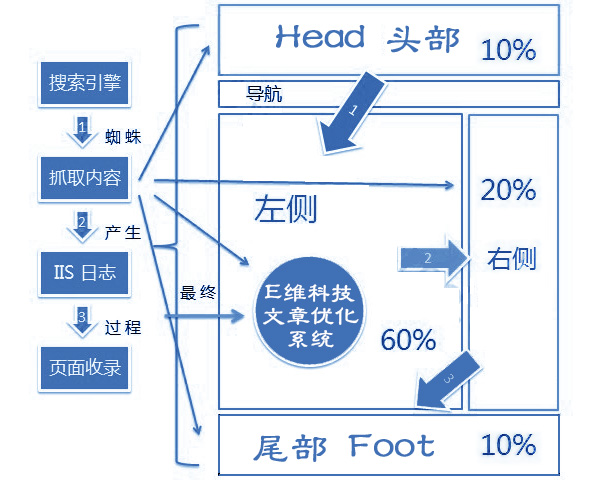 搜索引擎
1
蜘蛛
抓取内容
2
产生
IIS 日志
3
过程
页面收录
最终
Head 头部
10%
导航
1
左侧
E维科技
文章优化
系统
60%
2
20%
右侧
3
尾部 Foot
10%